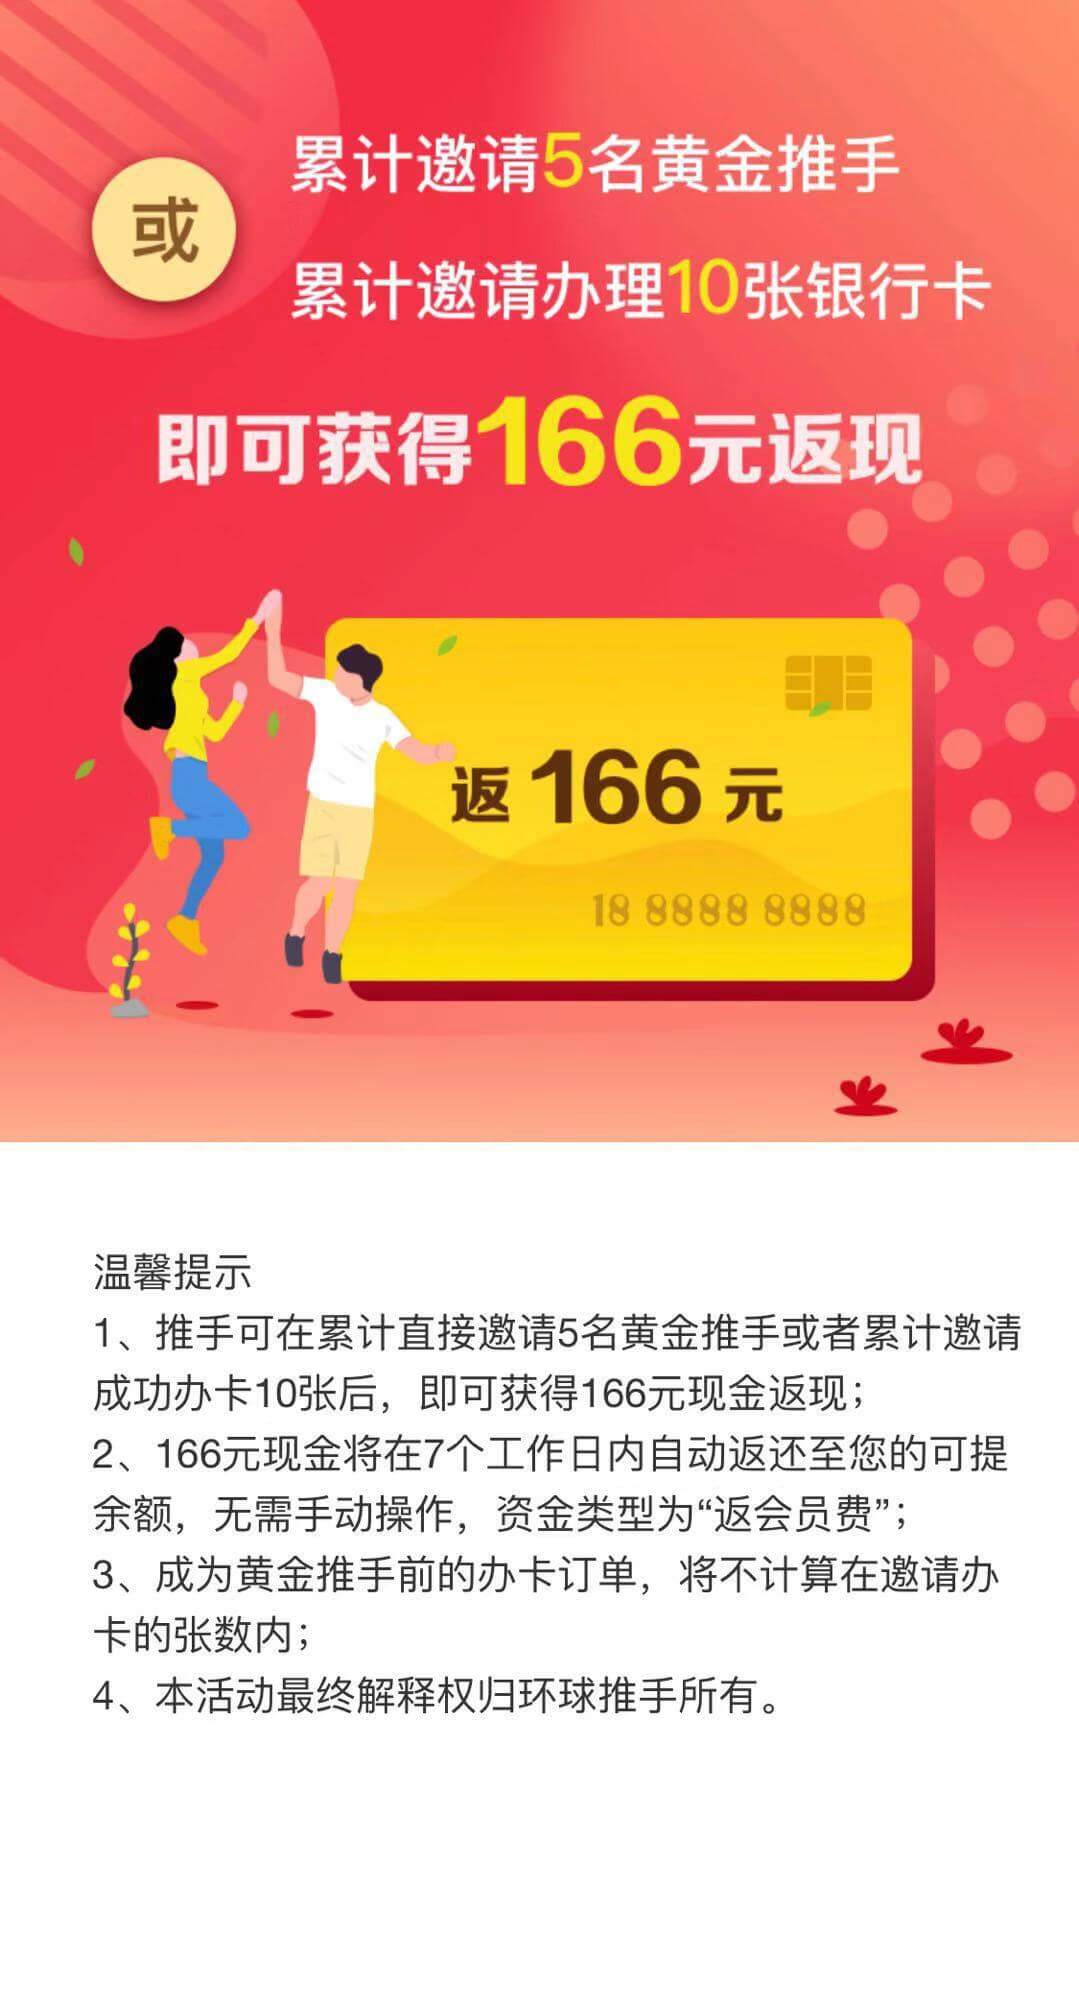 累计邀请5名黄金推手
或
累计邀请办理10张银行卡
即可获得166元返现
返 166 元
18 8888 8888
温馨提示
1、推手可在累计直接邀请5名黄金推手或者累计邀请
成功办卡10张后，即可获得166元现金返现；
2、166元现金将在7个工作日内自动返还至您的可提
余额，无需手动操作，资金类型为“返会员费”；
3、成为黄金推手前的办卡订单，将不计算在邀请办
卡的张数内；
4、本活动最终解释权归环球推手所有。